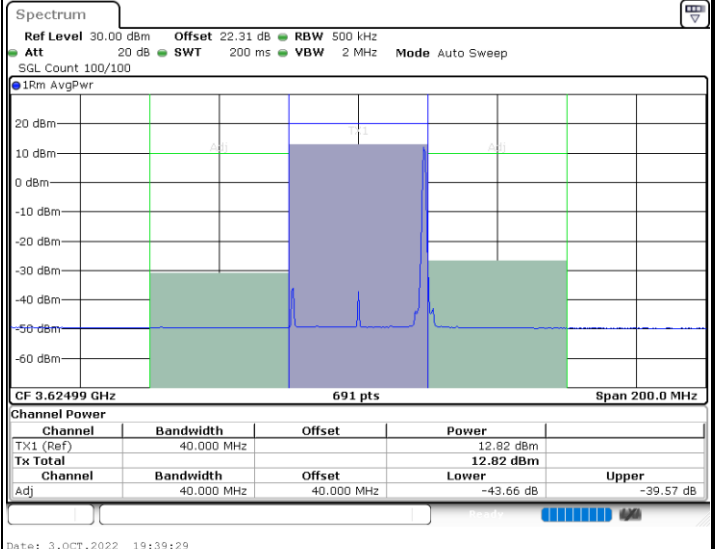 Spectrum
Ref Level 30.00 dBm Offset 22.31 dB RBW 500 kHz
Att 20 dB SWT 200 ms VBW 2 MHz Mode Auto Sweep
SGL Count 100/100
1Rm AvgPwr
20 dBm
TX1
10 dBm
Adj Adj
0 dBm
-10 dBm
-20 dBm
-30 dBm
-40 dBm
-50 dBm
-60 dBm
CF 3.62499 GHz 691 pts Span 200.0 MHz
Channel Power
Channel Bandwidth Offset Power
TX1 (Ref) 40.000 MHz 12.82 dBm
Tx Total 12.82 dBm
Channel Bandwidth Offset Lower Upper
Adj 40.000 MHz 40.000 MHz -43.66 dB -39.57 dB
Ready
Date: 3.OCT.2022 19:39:29